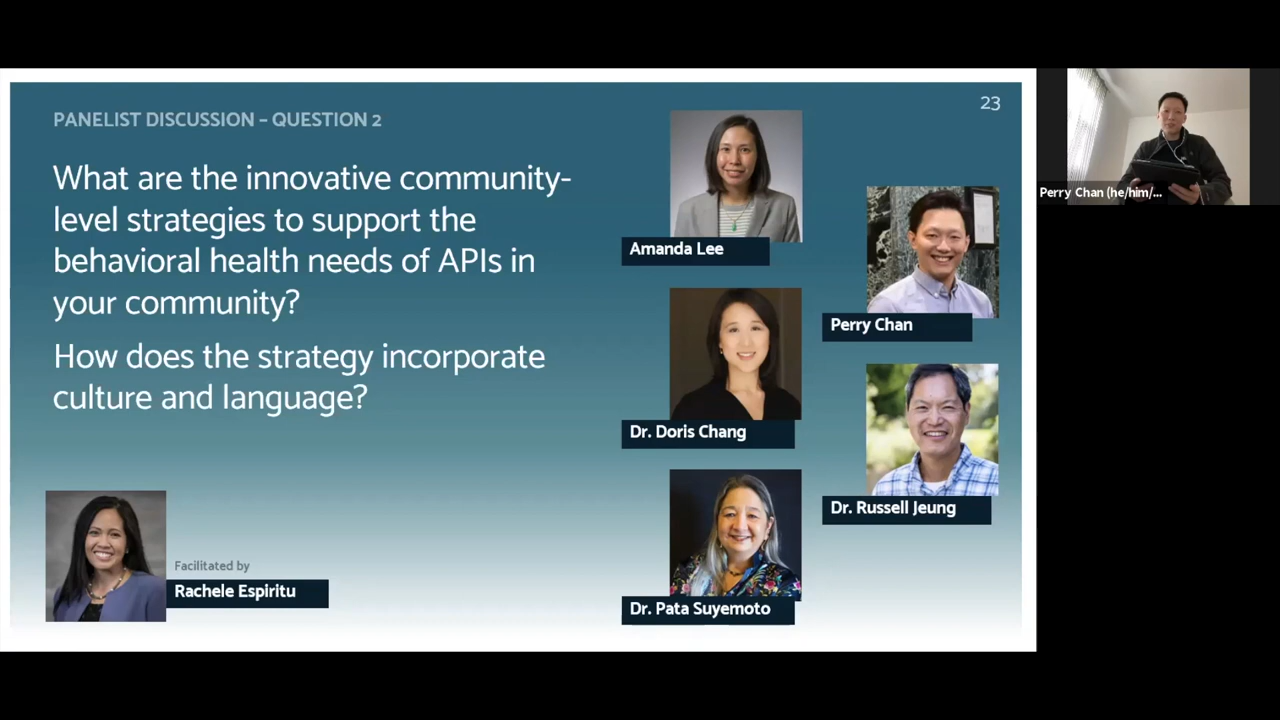 PANELIST DISCUSSION – QUESTION 2
23
What are the innovative community-
level strategies to support the
behavioral health needs of APIs in
your community?
How does the strategy incorporate
culture and language?
Amanda Lee
Perry Chan
Dr. Doris Chang
Dr. Russell Jeung
Dr. Pata Suyemoto
Facilitated by
Rachele Espiritu
Perry Chan (he/him/...